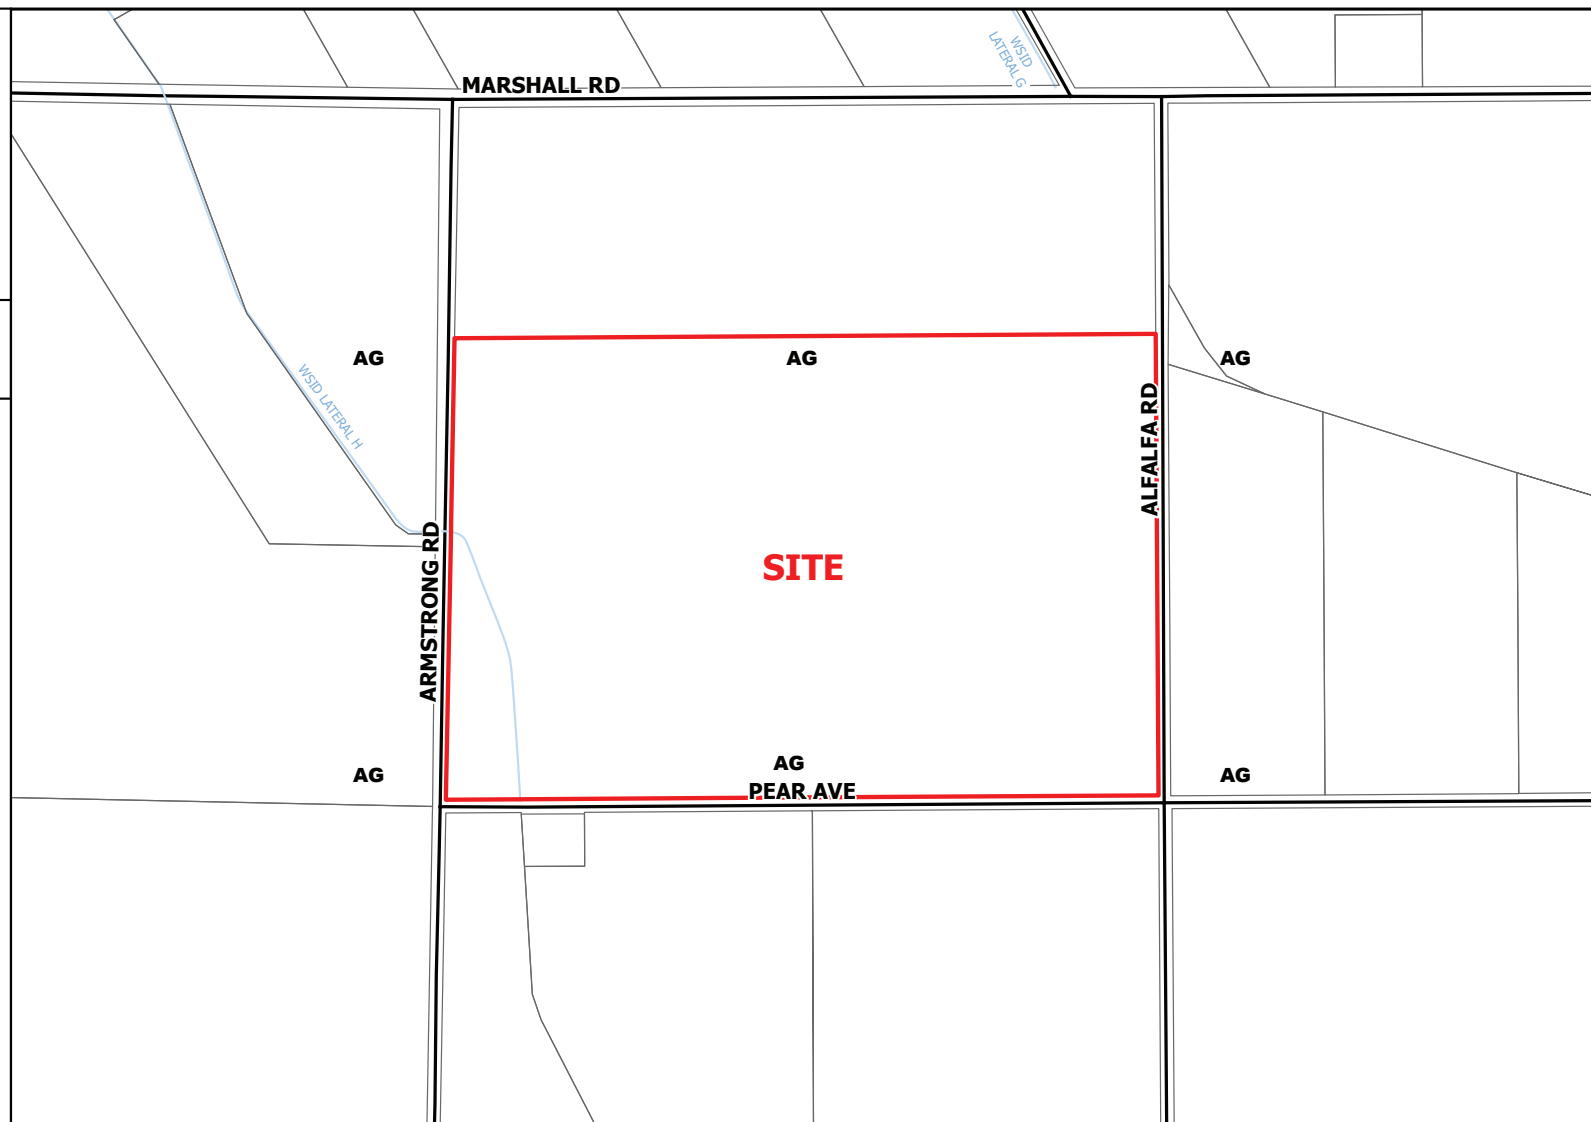 WSID
LATERAL G
MARSHALL RD
AG
AG
AG
WSID LATERAL H
ALFALFA RD
SITE
ARMSTRONG RD
AG
AG
AG
PEAR AVE